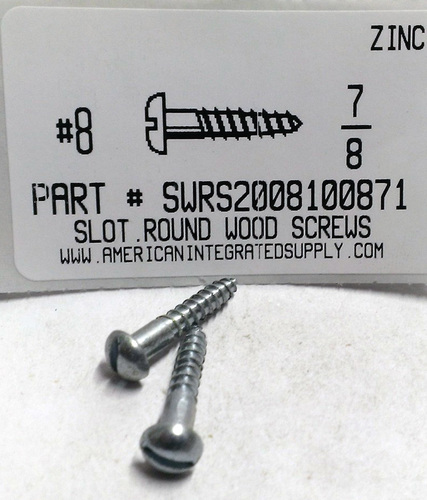 ZINC
#8
7
8
PART # SWRS2008100871
SLOT.ROUND WOOD SCREWS
WWW.AMERICANINTEGRATEDSUPPLY.COM